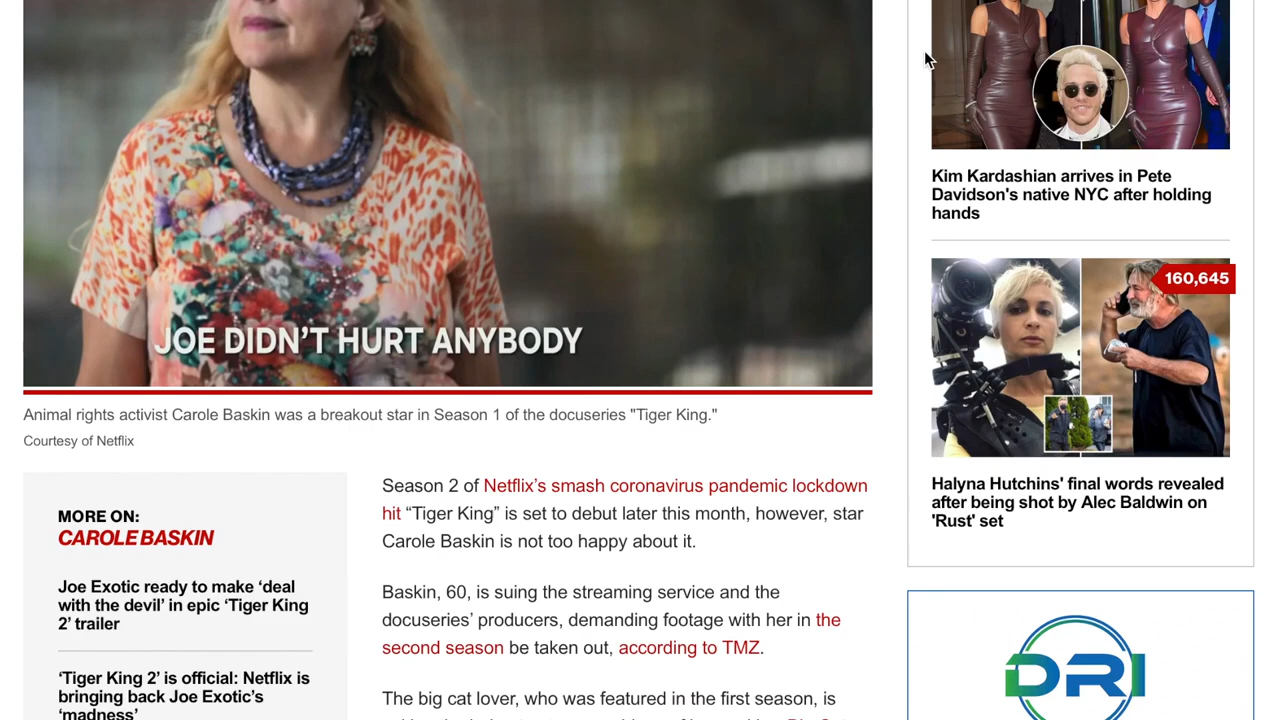 JOE DIDN'T HURT ANYBODY
Animal rights activist Carole Baskin was a breakout star in Season 1 of the docuseries "Tiger King."
Courtesy of Netflix
MORE ON:
CAROLE BASKIN
Joe Exotic ready to make ‘deal
with the devil’ in epic ‘Tiger King
2’ trailer
‘Tiger King 2’ is official: Netflix is
bringing back Joe Exotic’s
‘madness’
Season 2 of Netflix’s smash coronavirus pandemic lockdown
hit “Tiger King” is set to debut later this month, however, star
Carole Baskin is not too happy about it.
Baskin, 60, is suing the streaming service and the
docuseries’ producers, demanding footage with her in the
second season be taken out, according to TMZ.
The big cat lover, who was featured in the first season, is
Kim Kardashian arrives in Pete
Davidson's native NYC after holding
hands
160,645
Halyna Hutchins' final words revealed
after being shot by Alec Baldwin on
'Rust' set
DRI